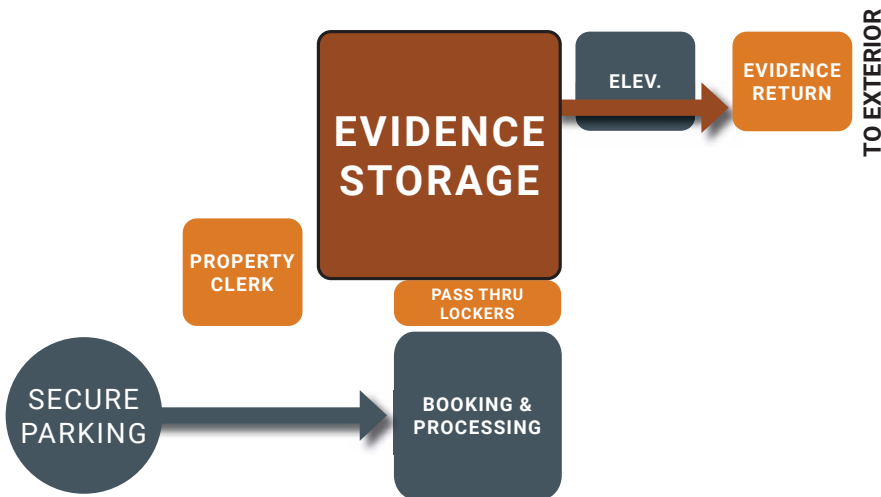 EVIDENCE
STORAGE
ELEV.
EVIDENCE
RETURN
TO EXTERIOR
PROPERTY
CLERK
PASS THRU
LOCKERS
SECURE
PARKING
BOOKING &
PROCESSING